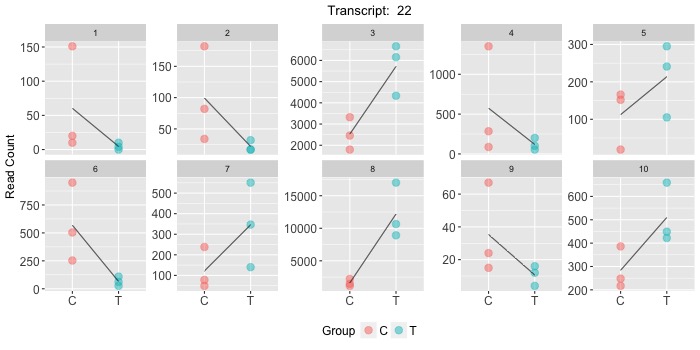 Transcript: 22
1 2 3 4 5
150 100 50 0
150 100 50
6000 5000 4000 3000 2000
1000 500 0
300 200 100
Read Count
6 7 8 9 10
750 500 250 0
500 400 300 200 100
15000 10000 5000
60 40 20
600 500 400 300 200
C T C T C T C T C T
Group C T